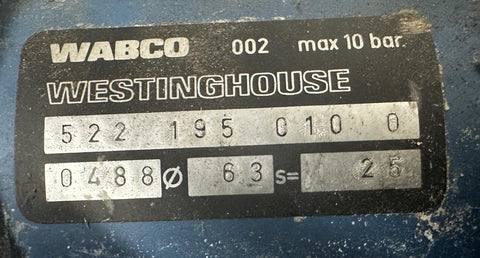 WABCO 002 max 10 bar.
WESTINGHOUSE
522 195 010 0
0488 Ø 63 S= 25